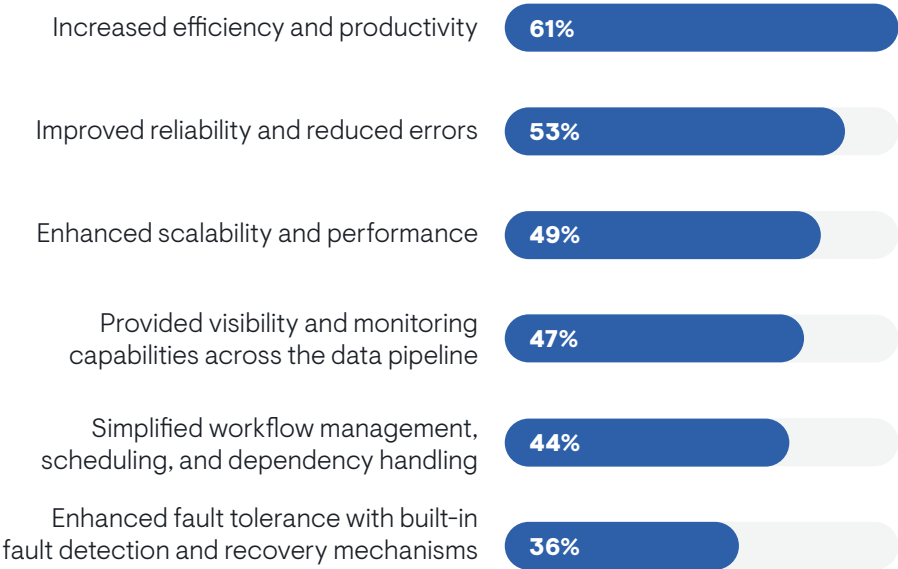 Increased efficiency and productivity 61%
Improved reliability and reduced errors 53%
Enhanced scalability and performance 49%
Provided visibility and monitoring
capabilities across the data pipeline 47%
Simplified workflow management,
scheduling, and dependency handling 44%
Enhanced fault tolerance with built-in
fault detection and recovery mechanisms 36%